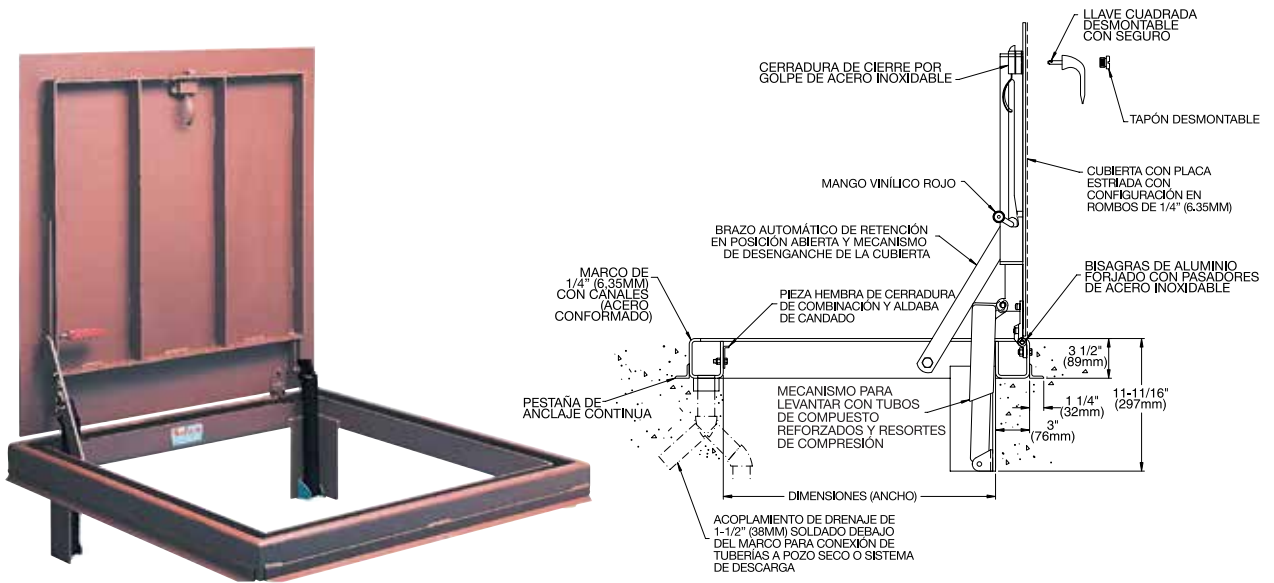 LLAVE CUADRADA
DESMONTABLE
CON SEGURO
CERRADURA DE CIERRE POR
GOLPE DE ACERO INOXIDABLE
TAPÓN DESMONTABLE
CUBIERTA CON PLACA
ESTRIADA CON
CONFIGURACIÓN EN
ROMBOS DE 1/4" (6.35MM)
MANGO VINÍLICO ROJO
BRAZO AUTOMÁTICO DE RETENCIÓN
EN POSICIÓN ABIERTA Y MECANISMO
DE DESENGANCHE DE LA CUBIERTA
BISAGRAS DE ALUMINIO
FORJADO CON PASADORES
DE ACERO INOXIDABLE
MARCO DE
1/4" (6,35MM)
CON CANALES
(ACERO
CONFORMADO)
PIEZA HEMBRA DE CERRADURA
DE COMBINACIÓN Y ALDABA
DE CANDADO
3 1/2"
(89mm)
11-11/16"
(297mm)
1 1/4"
(32mm)
3"
(76mm)
PESTAÑA DE
ANCLAJE CONTINUA
MECANISMO PARA
LEVANTAR CON TUBOS
DE COMPUESTO
REFORZADOS Y RESORTES
DE COMPRESIÓN
DIMENSIONES (ANCHO)
ACOPLAMIENTO DE DRENAJE DE
1-1/2" (38MM) SOLDADO DEBAJO
DEL MARCO PARA CONEXIÓN DE
TUBERÍAS A POZO SECO O SISTEMA
DE DESCARGA